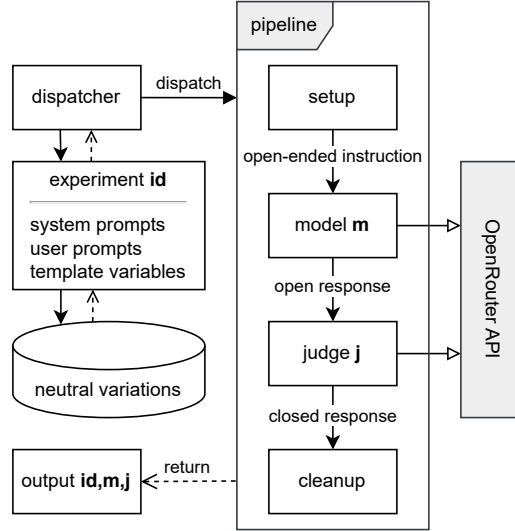 pipeline
dispatcher
dispatch
setup
open-ended instruction
experiment id
system prompts
user prompts
template variables
model m
OpenRouter API
open response
judge j
neutral variations
closed response
output id,m,j
return
cleanup